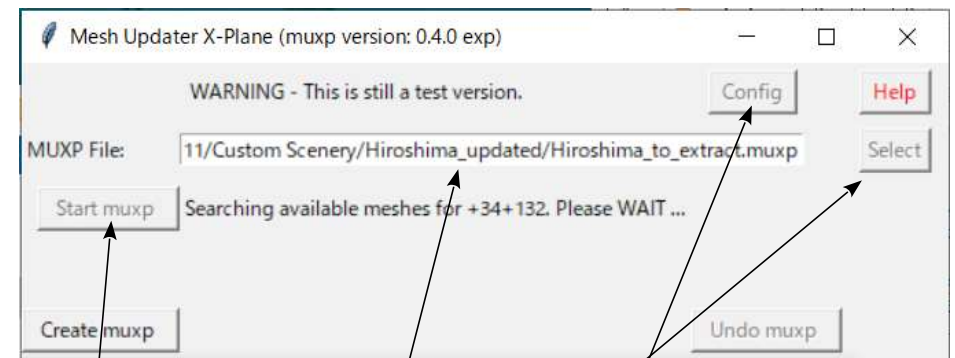 Mesh Updater X-Plane (muxp version: 0.4.0 exp)
WARNING - This is still a test version. Config Help
MUXP File: 11/Custom Scenery/Hiroshima_updated/Hiroshima_to_extract.muxp Select
Start muxp Searching available meshes for +34+132. Please WAIT ...
Create muxp Undo muxp